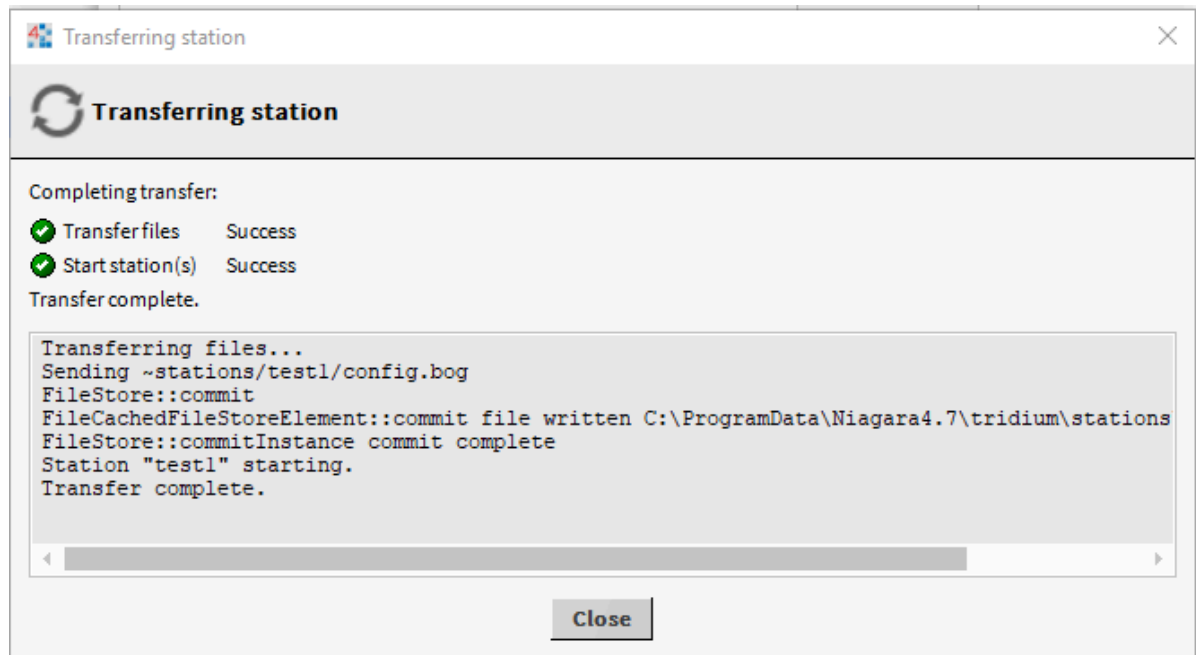 Transferring station
Transferring station
Completing transfer:
Transfer files Success
Start station(s) Success
Transfer complete.
Transferring files...
Sending ~stations/test1/config.bog
FileStore::commit
FileCachedFileStoreElement::commit file written C:\ProgramData\Niagara4.7\tridium\stations
FileStore::commitInstance commit complete
Station "test1" starting.
Transfer complete.
Close